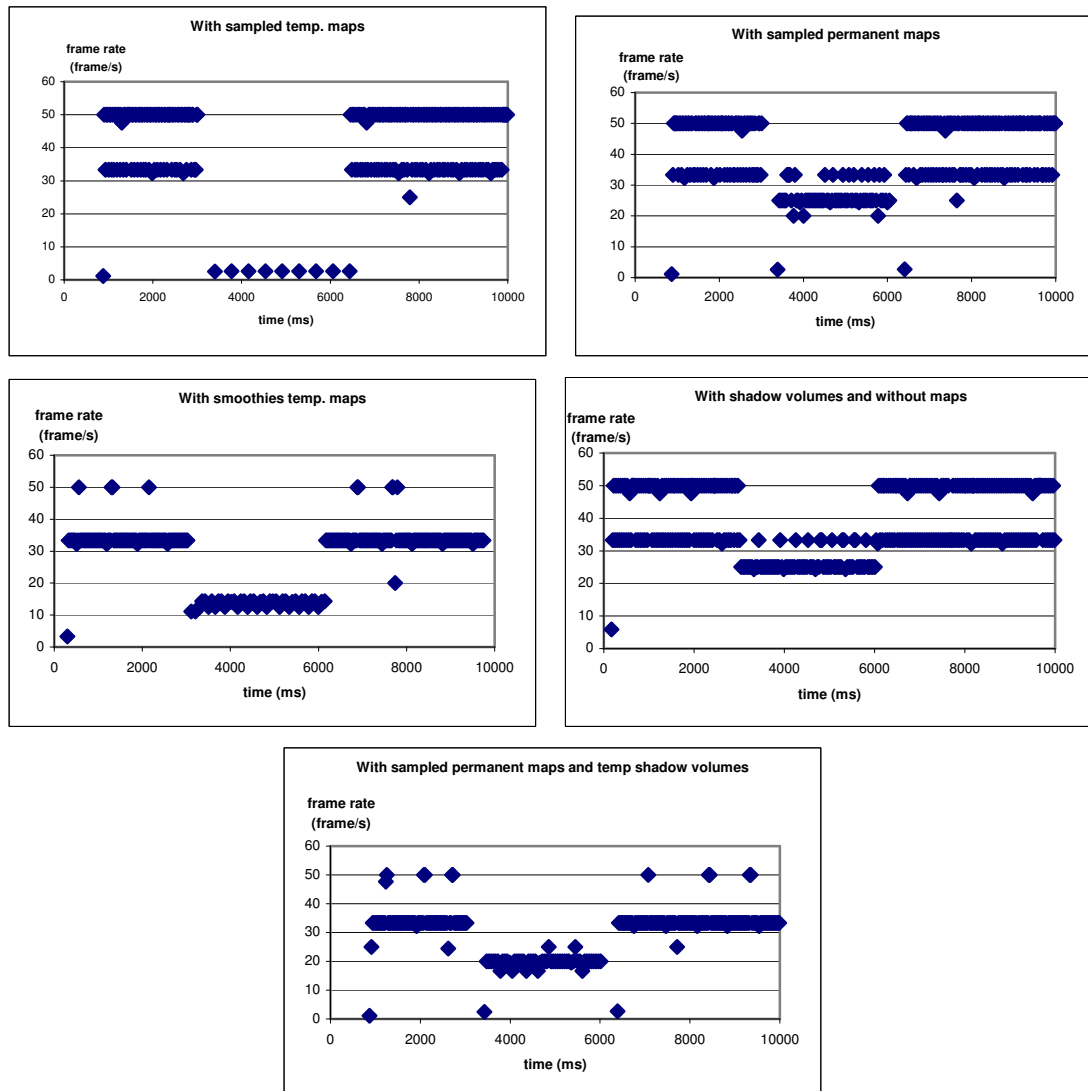 With sampled temp. maps
frame rate
(frame/s)
60
50
40
30
20
10
0
0 2000 4000 6000 8000 10000
time (ms)
With sampled permanent maps
frame rate
(frame/s)
60
50
40
30
20
10
0
0 2000 4000 6000 8000 10000
time (ms)
With smoothies temp. maps
frame rate
(frame/s)
60
50
40
30
20
10
0
0 2000 4000 6000 8000 10000
time (ms)
With shadow volumes and without maps
frame rate
(frame/s)
60
50
40
30
20
10
0
0 2000 4000 6000 8000 10000
time (ms)
With sampled permanent maps and temp shadow volumes
frame rate
(frame/s)
60
50
40
30
20
10
0
0 2000 4000 6000 8000 10000
time (ms)